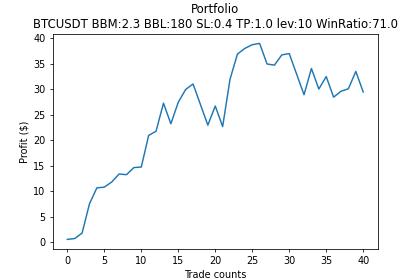 Portfolio
BTCUSDT BBM:2.3 BBL:180 SL:0.4 TP:1.0 lev:10 WinRatio:71.0
40
35
30
25
20
15
10
5
0
Profit ($)
0 5 10 15 20 25 30 35 40
Trade counts